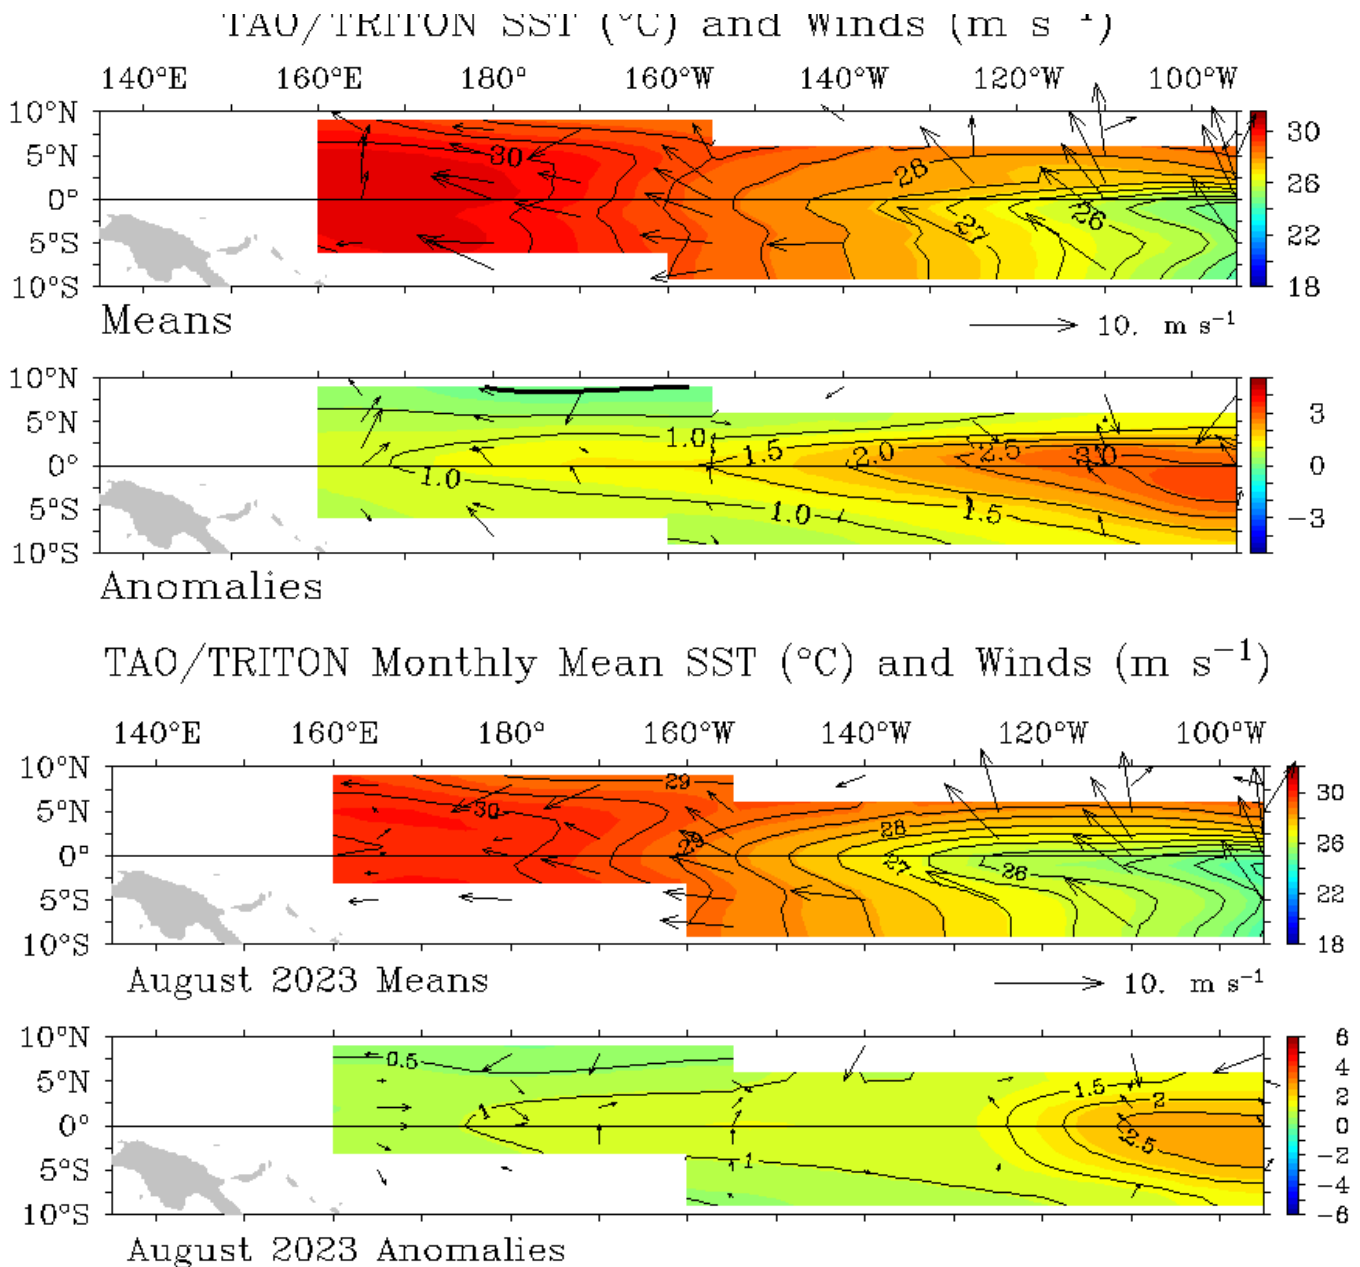 TAO/TRITON SST (°C) and Winds (m s⁻¹)
140°E 160°E 180° 160°W 140°W 120°W 100°W
10°N
5°N
0°
5°S
10°S
30
28
27
26
30
26
22
18
Means
10. m s⁻¹
10°N
5°N
0°
5°S
10°S
1.0
1.5
2.0
2.5
3.0
1.0
1.0
1.5
3
0
−3
Anomalies
TAO/TRITON Monthly Mean SST (°C) and Winds (m s⁻¹)
140°E 160°E 180° 160°W 140°W 120°W 100°W
10°N
5°N
0°
5°S
10°S
29
30
29
28
27
26
30
26
22
18
August 2023 Means
10. m s⁻¹
10°N
5°N
0°
5°S
10°S
0.5
1
1.5
2
2.5
1
6
4
2
0
−2
−4
−6
August 2023 Anomalies